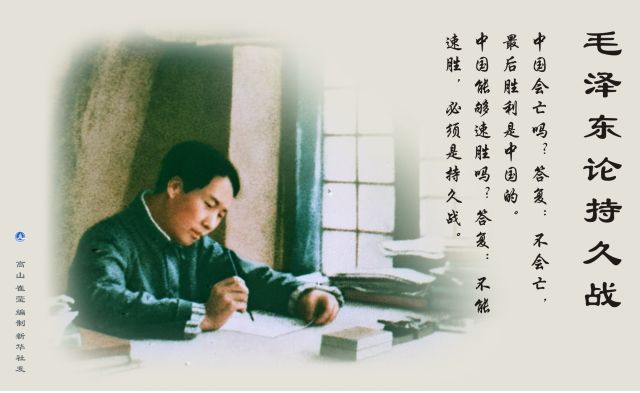 毛泽东论持久战
中国会亡吗？答复：不会亡，
最后胜利是中国的。
中国能够速胜吗？答复：不能
速胜，必须是持久战。
高山 崔莹 编制 新华社发